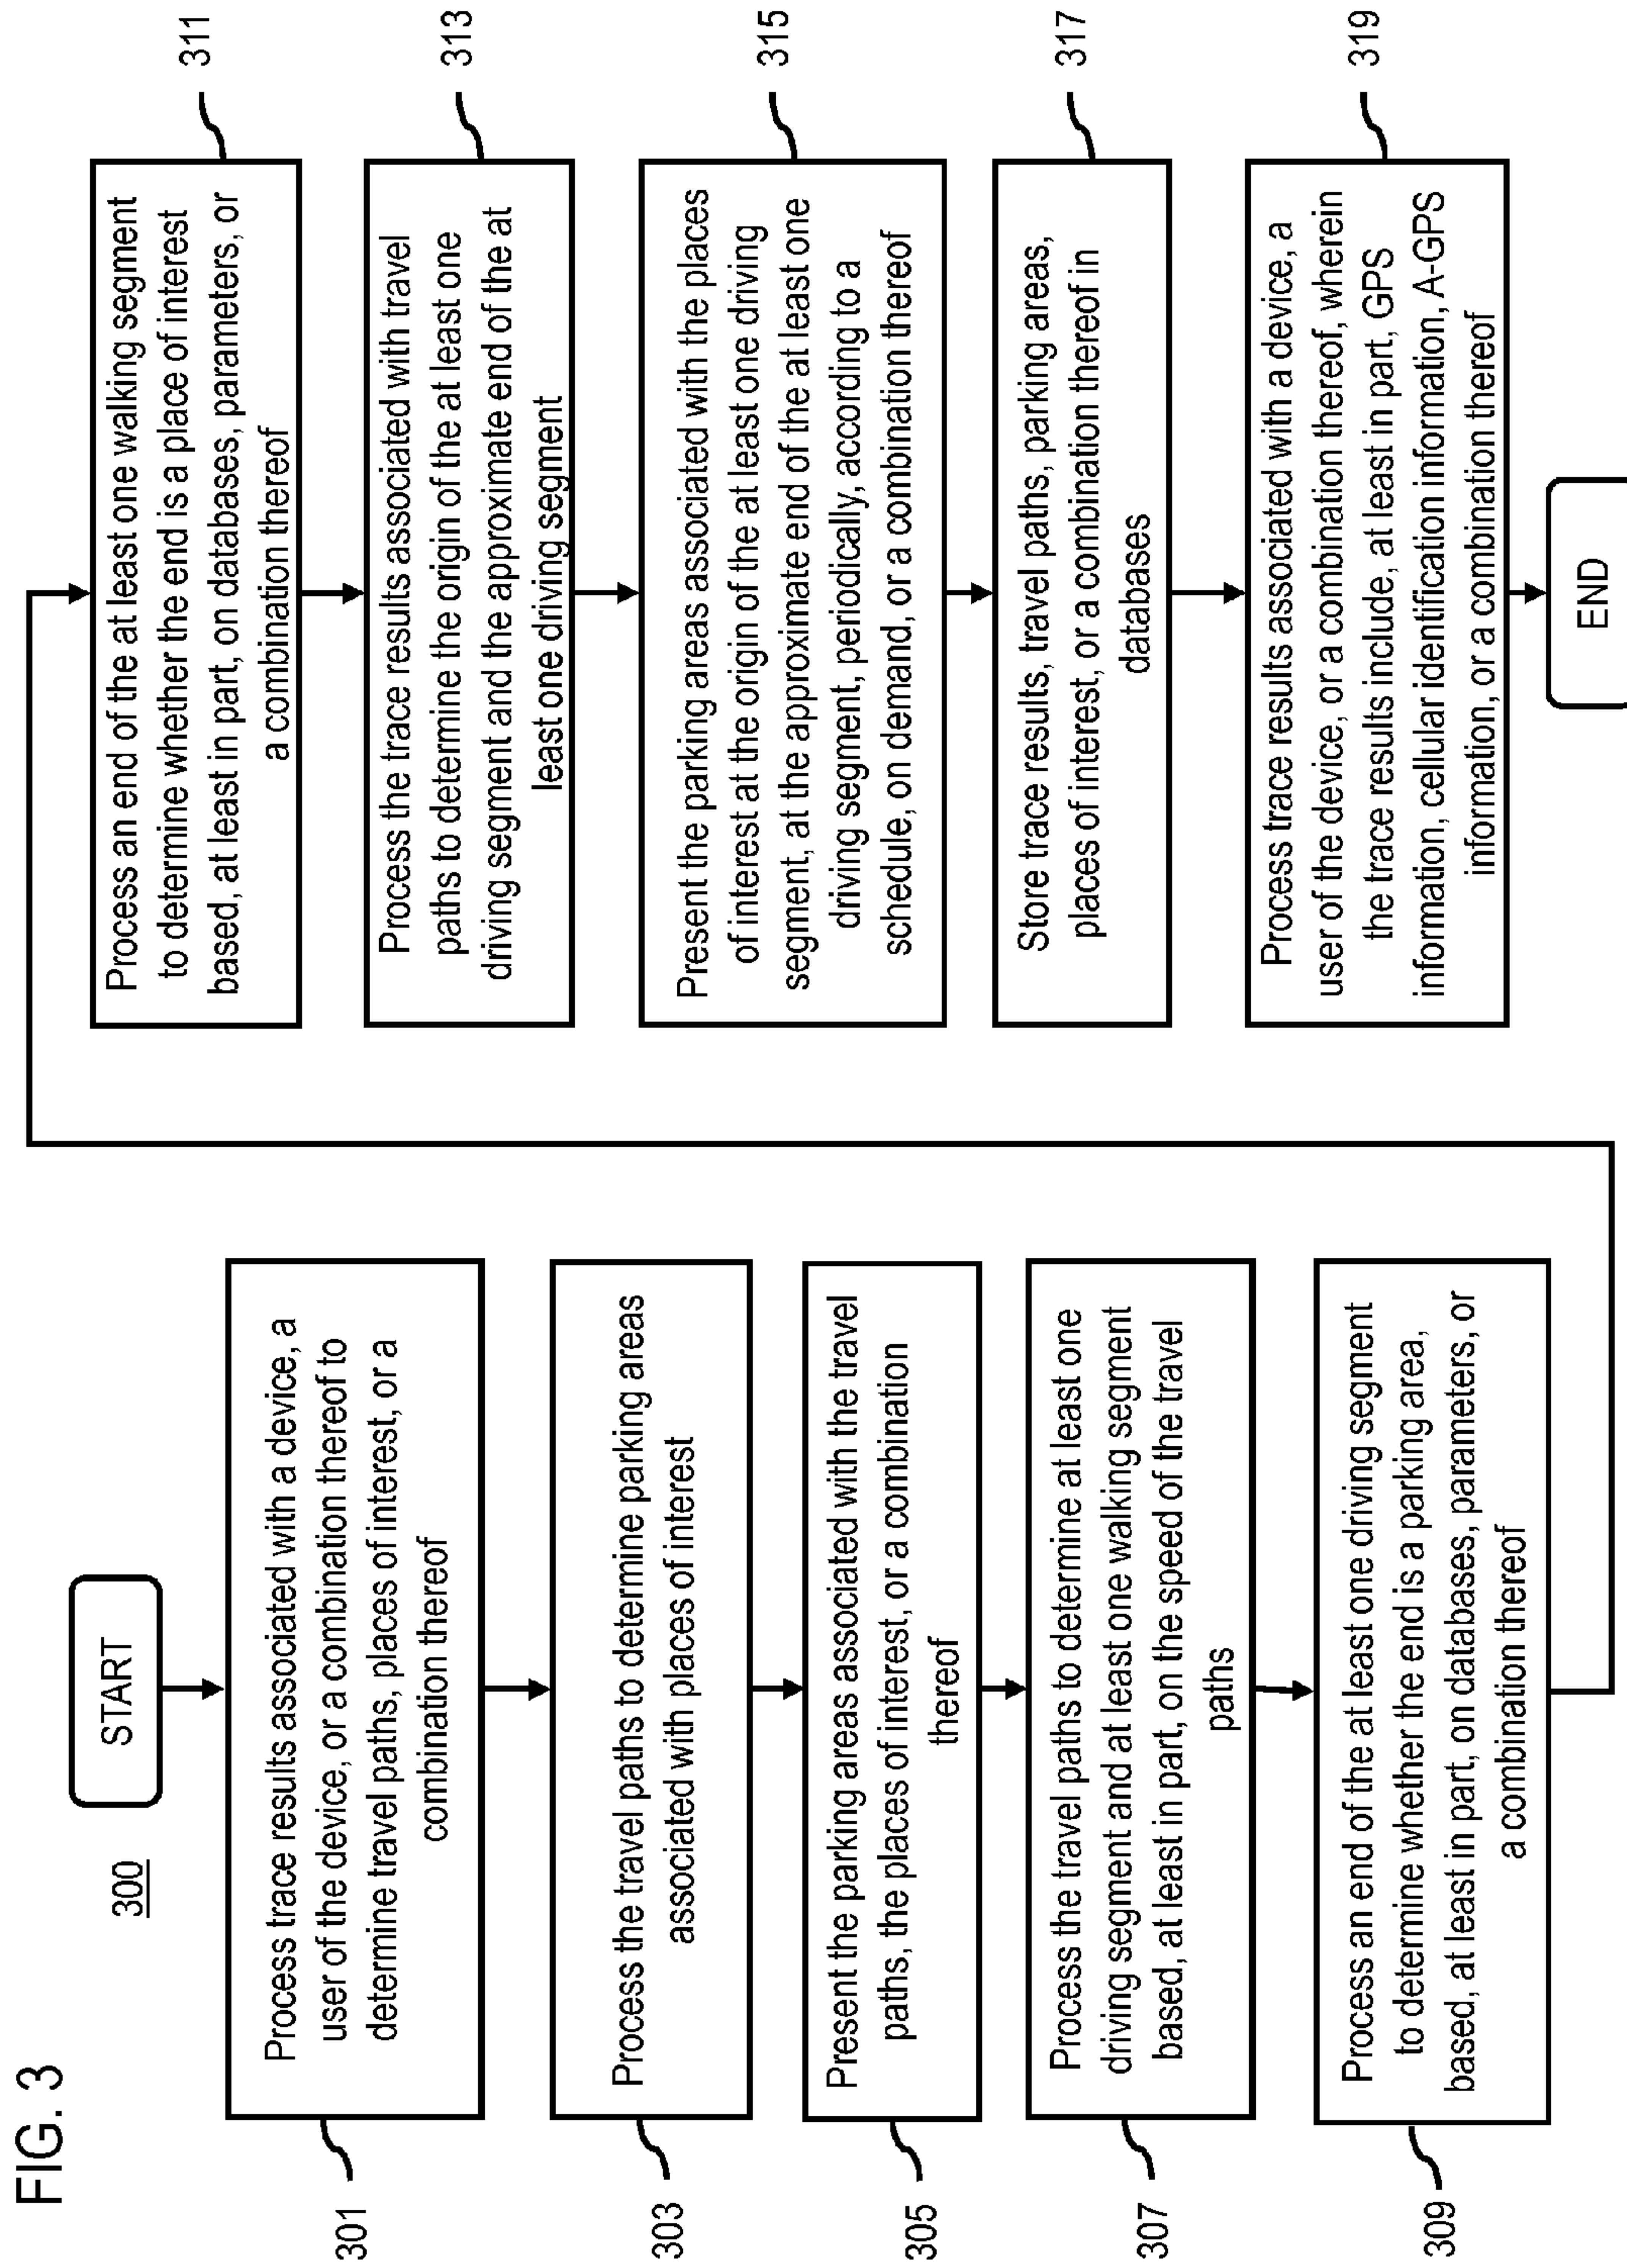 FIG. 3
300
START
301
Process trace results associated with a device, a
user of the device, or a combination thereof to
determine travel paths, places of interest, or a
combination thereof
303
Process the travel paths to determine parking areas
associated with places of interest
305
Present the parking areas associated with the travel
paths, the places of interest, or a combination
thereof
307
Process the travel paths to determine at least one
driving segment and at least one walking segment
based, at least in part, on the speed of the travel
paths
309
Process an end of the at least one driving segment
to determine whether the end is a parking area,
based, at least in part, on databases, parameters, or
a combination thereof
311
Process an end of the at least one walking segment
to determine whether the end is a place of interest
based, at least in part, on databases, parameters, or
a combination thereof
313
Process the trace results associated with travel
paths to determine the origin of the at least one
driving segment and the approximate end of the at
least one driving segment
315
Present the parking areas associated with the places
of interest at the origin of the at least one driving
segment, at the approximate end of the at least one
driving segment, periodically, according to a
schedule, on demand, or a combination thereof
317
Store trace results, travel paths, parking areas,
places of interest, or a combination thereof in
databases
319
Process trace results associated with a device, a
user of the device, or a combination thereof, wherein
the trace results include, at least in part, GPS
information, cellular identification information, A-GPS
information, or a combination thereof
END